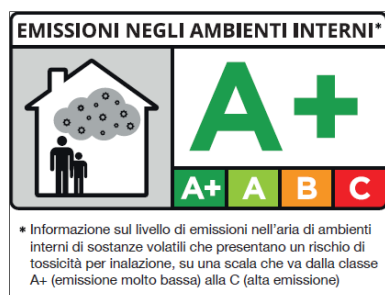 EMISSIONI NEGLI AMBIENTI INTERNI*
A+
A+ A B C
* Informazione sul livello di emissioni nell'aria di ambienti
interni di sostanze volatili che presentano un rischio di
tossicità per inalazione, su una scala che va dalla classe
A+ (emissione molto bassa) alla C (alta emissione)